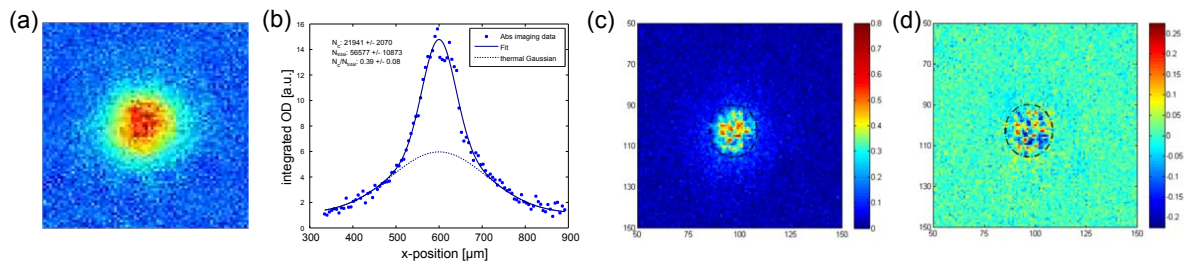 (a)
(b)
N_c: 21941 +/- 2070
N_total: 56577 +/- 10873
N_c/N_total: 0.39 +/- 0.08
Abs imaging data
Fit
thermal Gaussian
16
14
12
10
8
6
4
2
0
integrated OD [a.u.]
300 400 500 600 700 800 900
x-position [µm]
(c)
50
70
90
110
130
150
50 75 100 125 150
0.8
0.7
0.6
0.5
0.4
0.3
0.2
0.1
0
(d)
50
70
90
110
130
150
50 75 100 125 150
0.25
0.2
0.15
0.1
0.05
0
-0.05
-0.1
-0.15
-0.2